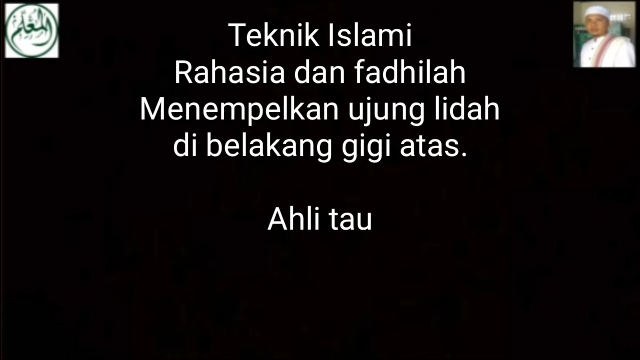 Teknik Islami
Rahasia dan fadhilah
Menempelkan ujung lidah
di belakang gigi atas.
Ahli tau